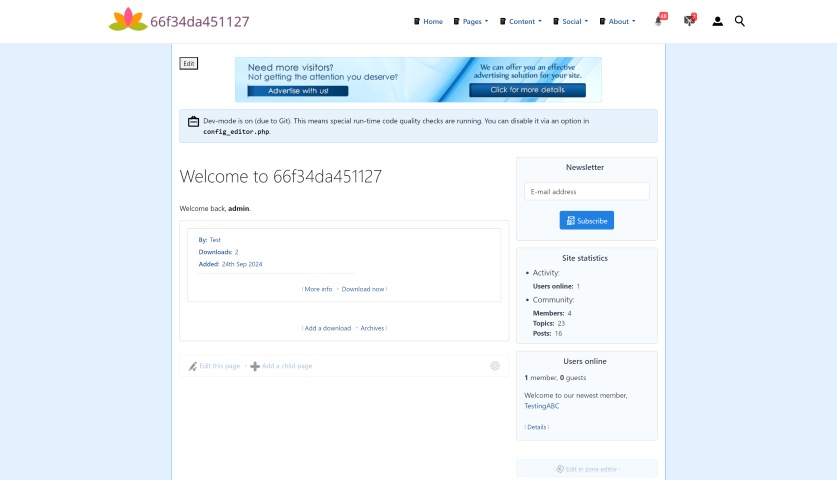 66f34da451127
Home Pages Content Social About 48 7
Edit
Need more visitors?
Not getting the attention you deserve?
Advertise with us!
We can offer you an effective
advertising solution for your site.
Click for more details
Dev-mode is on (due to Git). This means special run-time code quality checks are running. You can disable it via an option in
config_editor.php.
Welcome to 66f34da451127
Welcome back, admin.
By: Test
Downloads: 2
Added: 24th Sep 2024
More info · Download now
Add a download · Archives
Edit this page · Add a child page
Newsletter
E-mail address
Subscribe
Site statistics
• Activity:
Users online: 1
• Community:
Members: 4
Topics: 23
Posts: 16
Users online
1 member, 0 guests
Welcome to our newest member,
TestingABC
Details
Edit in zone editor